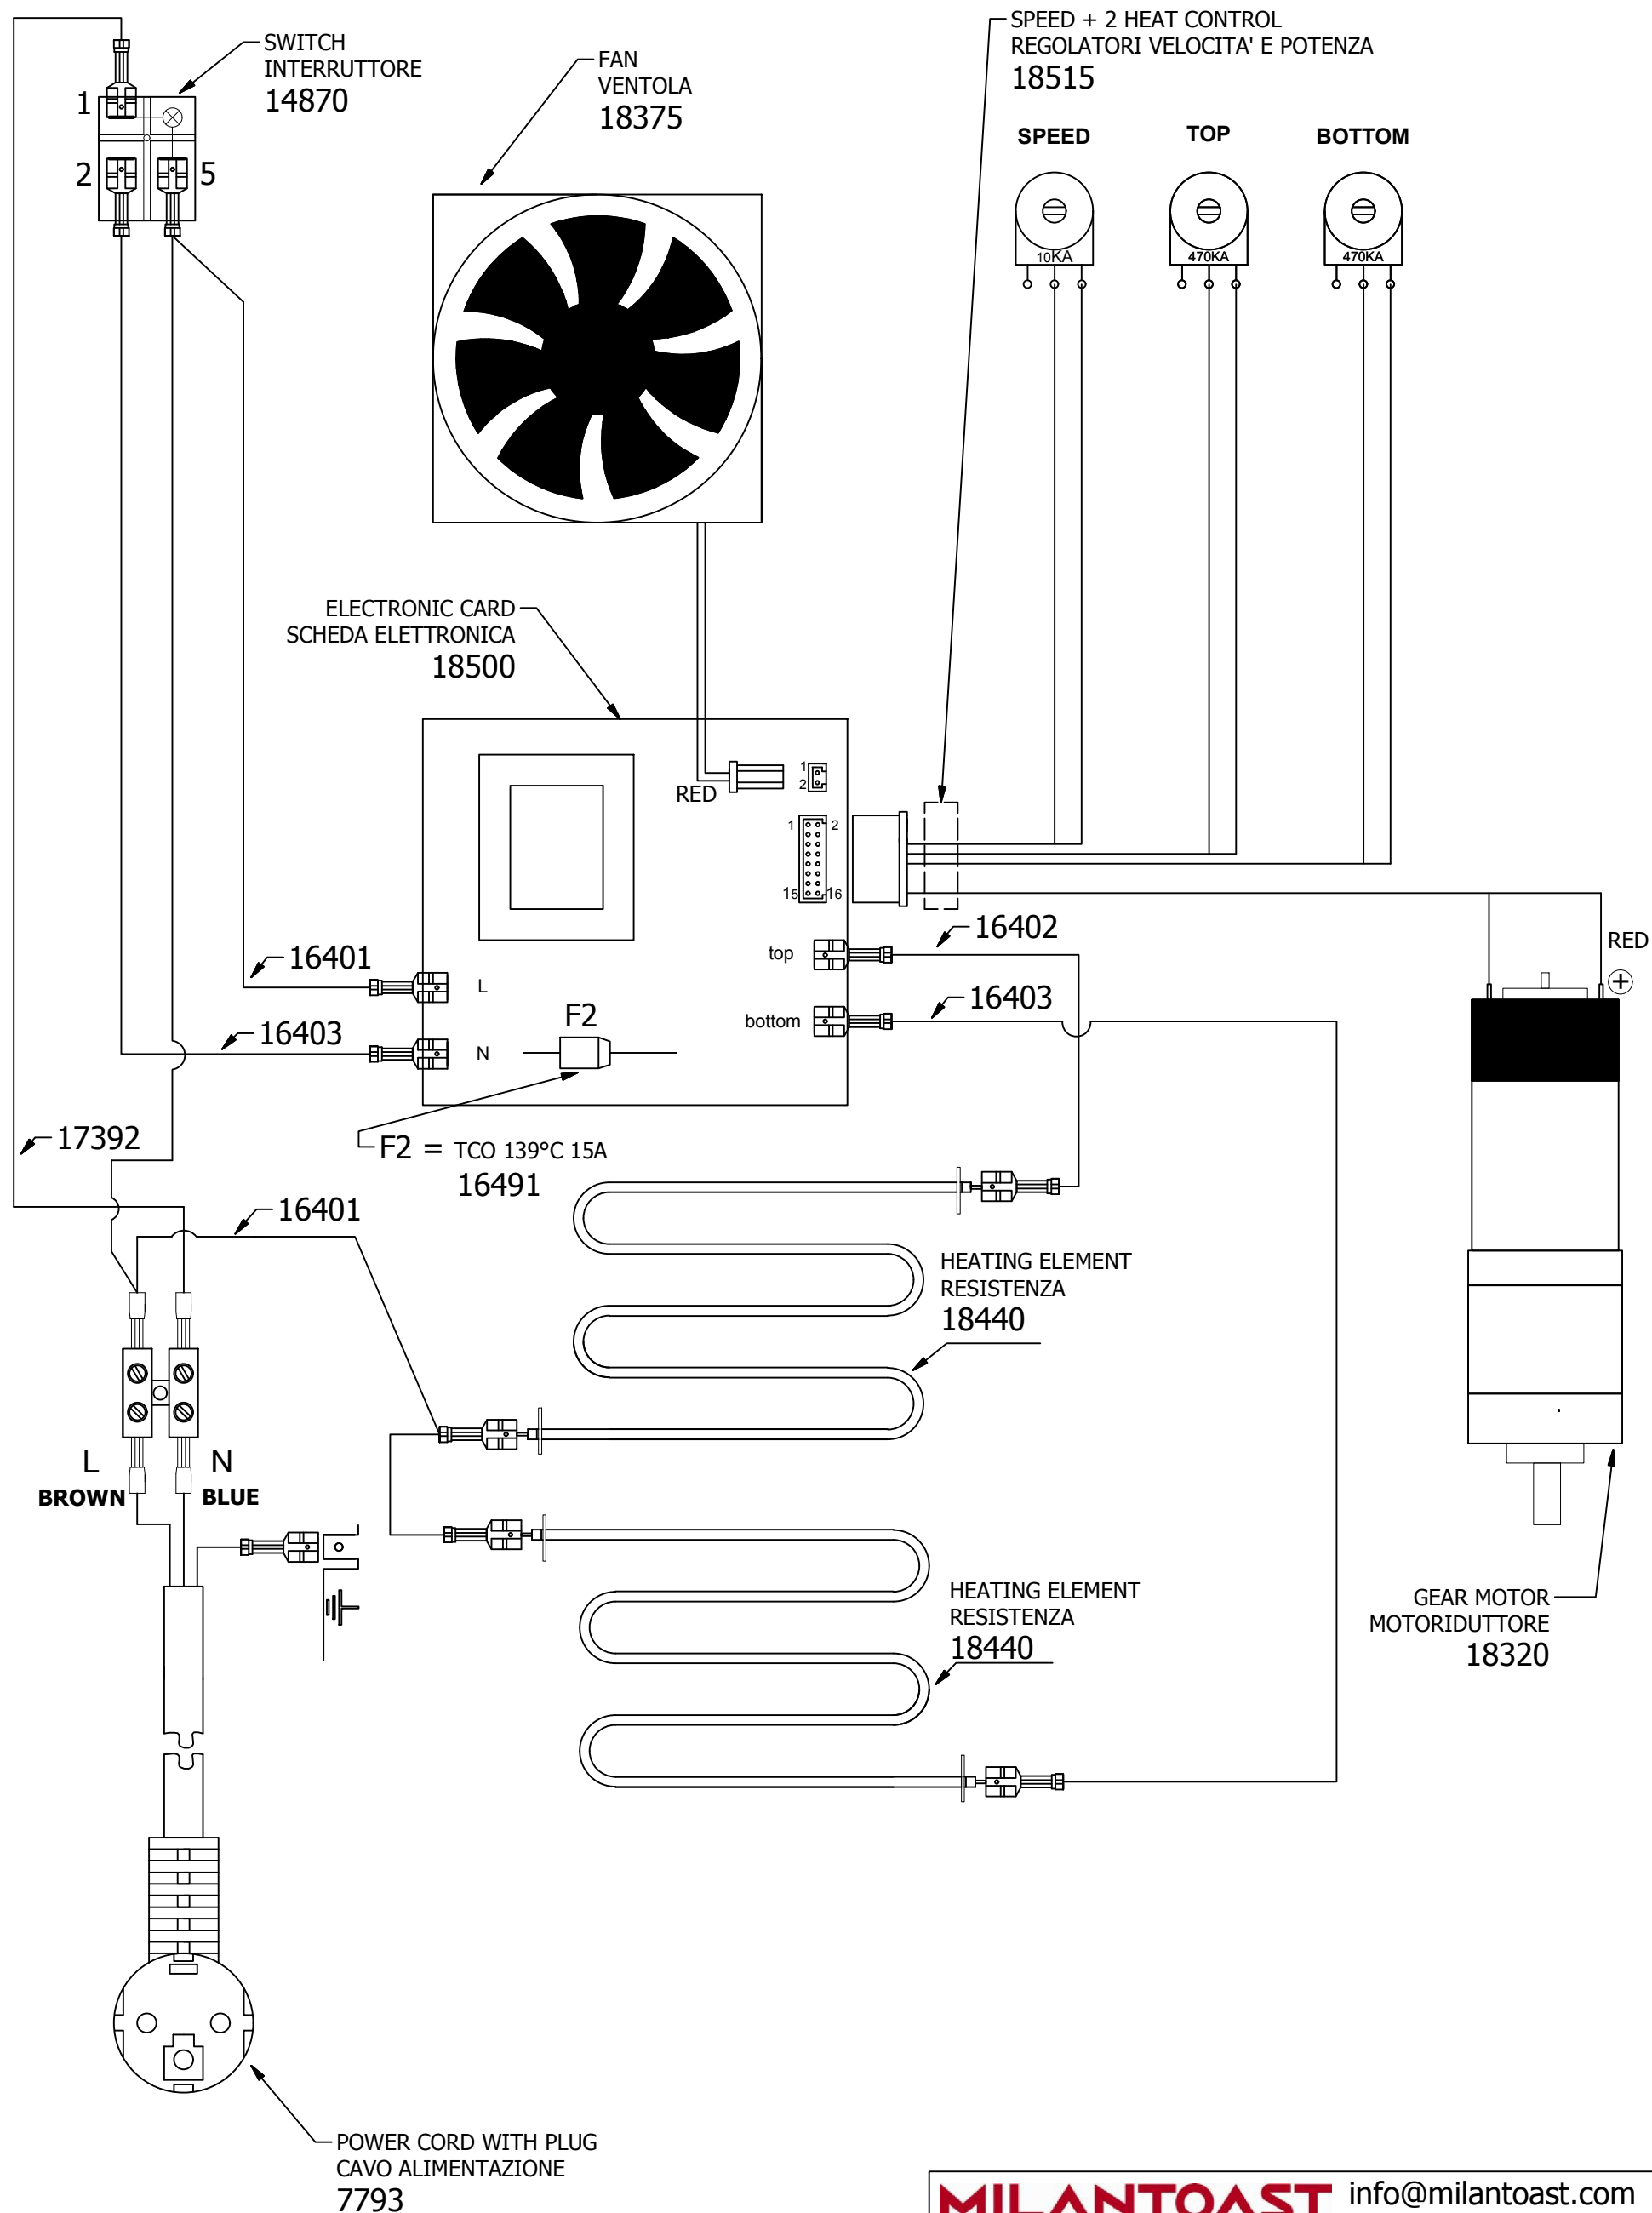 SPEED + 2 HEAT CONTROL
REGOLATORI VELOCITA' E POTENZA
18515
SWITCH
INTERRUTTORE
14870
FAN
VENTOLA
18375
1
2
5
SPEED
TOP
BOTTOM
10KA
470KA
470KA
ELECTRONIC CARD
SCHEDA ELETTRONICA
18500
RED
1
2
1
2
15
16
16402
RED
top
16401
L
16403
bottom
F2
16403
N
17392
F2 = TCO 139°C 15A
16491
16401
HEATING ELEMENT
RESISTENZA
18440
L
N
BROWN
BLUE
HEATING ELEMENT
RESISTENZA
18440
GEAR MOTOR
MOTORIDUTTORE
18320
POWER CORD WITH PLUG
CAVO ALIMENTAZIONE
7793
MILANTOAST
info@milantoast.com